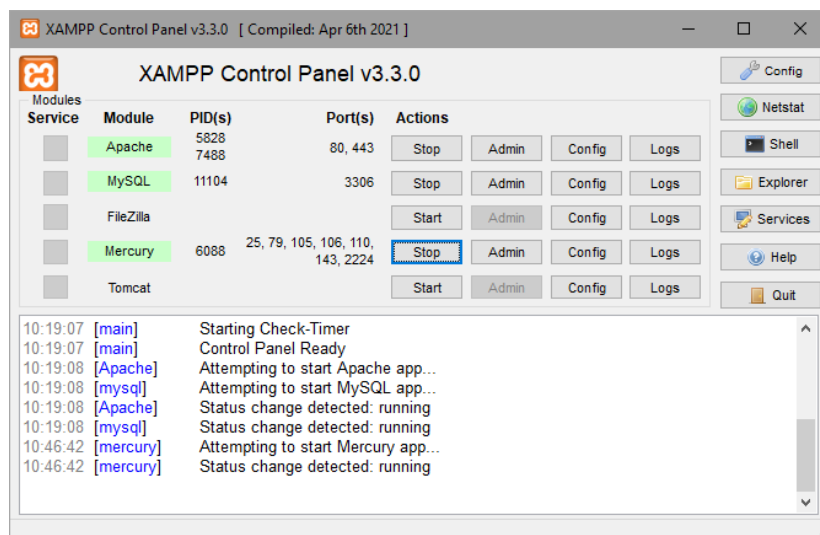 XAMPP Control Panel v3.3.0 [ Compiled: Apr 6th 2021 ]
XAMPP Control Panel v3.3.0
Modules
Service Module PID(s) Port(s) Actions
Apache 5828 7488 80, 443 Stop Admin Config Logs
MySQL 11104 3306 Stop Admin Config Logs
FileZilla Start Admin Config Logs
Mercury 6088 25, 79, 105, 106, 110, 143, 2224 Stop Admin Config Logs
Tomcat Start Admin Config Logs
Config
Netstat
Shell
Explorer
Services
Help
Quit
10:19:07 [main] Starting Check-Timer
10:19:07 [main] Control Panel Ready
10:19:08 [Apache] Attempting to start Apache app...
10:19:08 [mysql] Attempting to start MySQL app...
10:19:08 [Apache] Status change detected: running
10:19:08 [mysql] Status change detected: running
10:46:42 [mercury] Attempting to start Mercury app...
10:46:42 [mercury] Status change detected: running